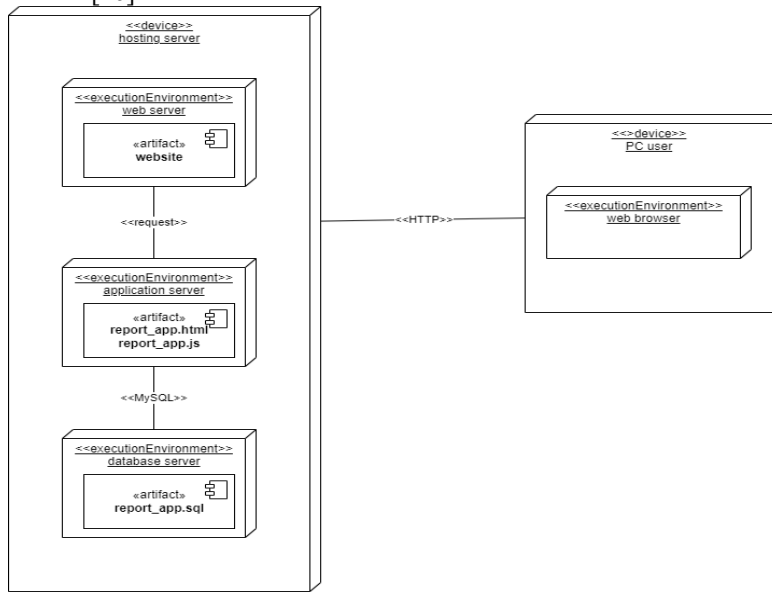 <<device>>
hosting server
<<executionEnvironment>>
web server
«artifact»
website
<<request>>
<<executionEnvironment>>
application server
«artifact»
report_app.html
report_app.js
<<MySQL>>
<<executionEnvironment>>
database server
«artifact»
report_app.sql
<<HTTP>>
<<>device>>
PC user
<<executionEnvironment>>
web browser